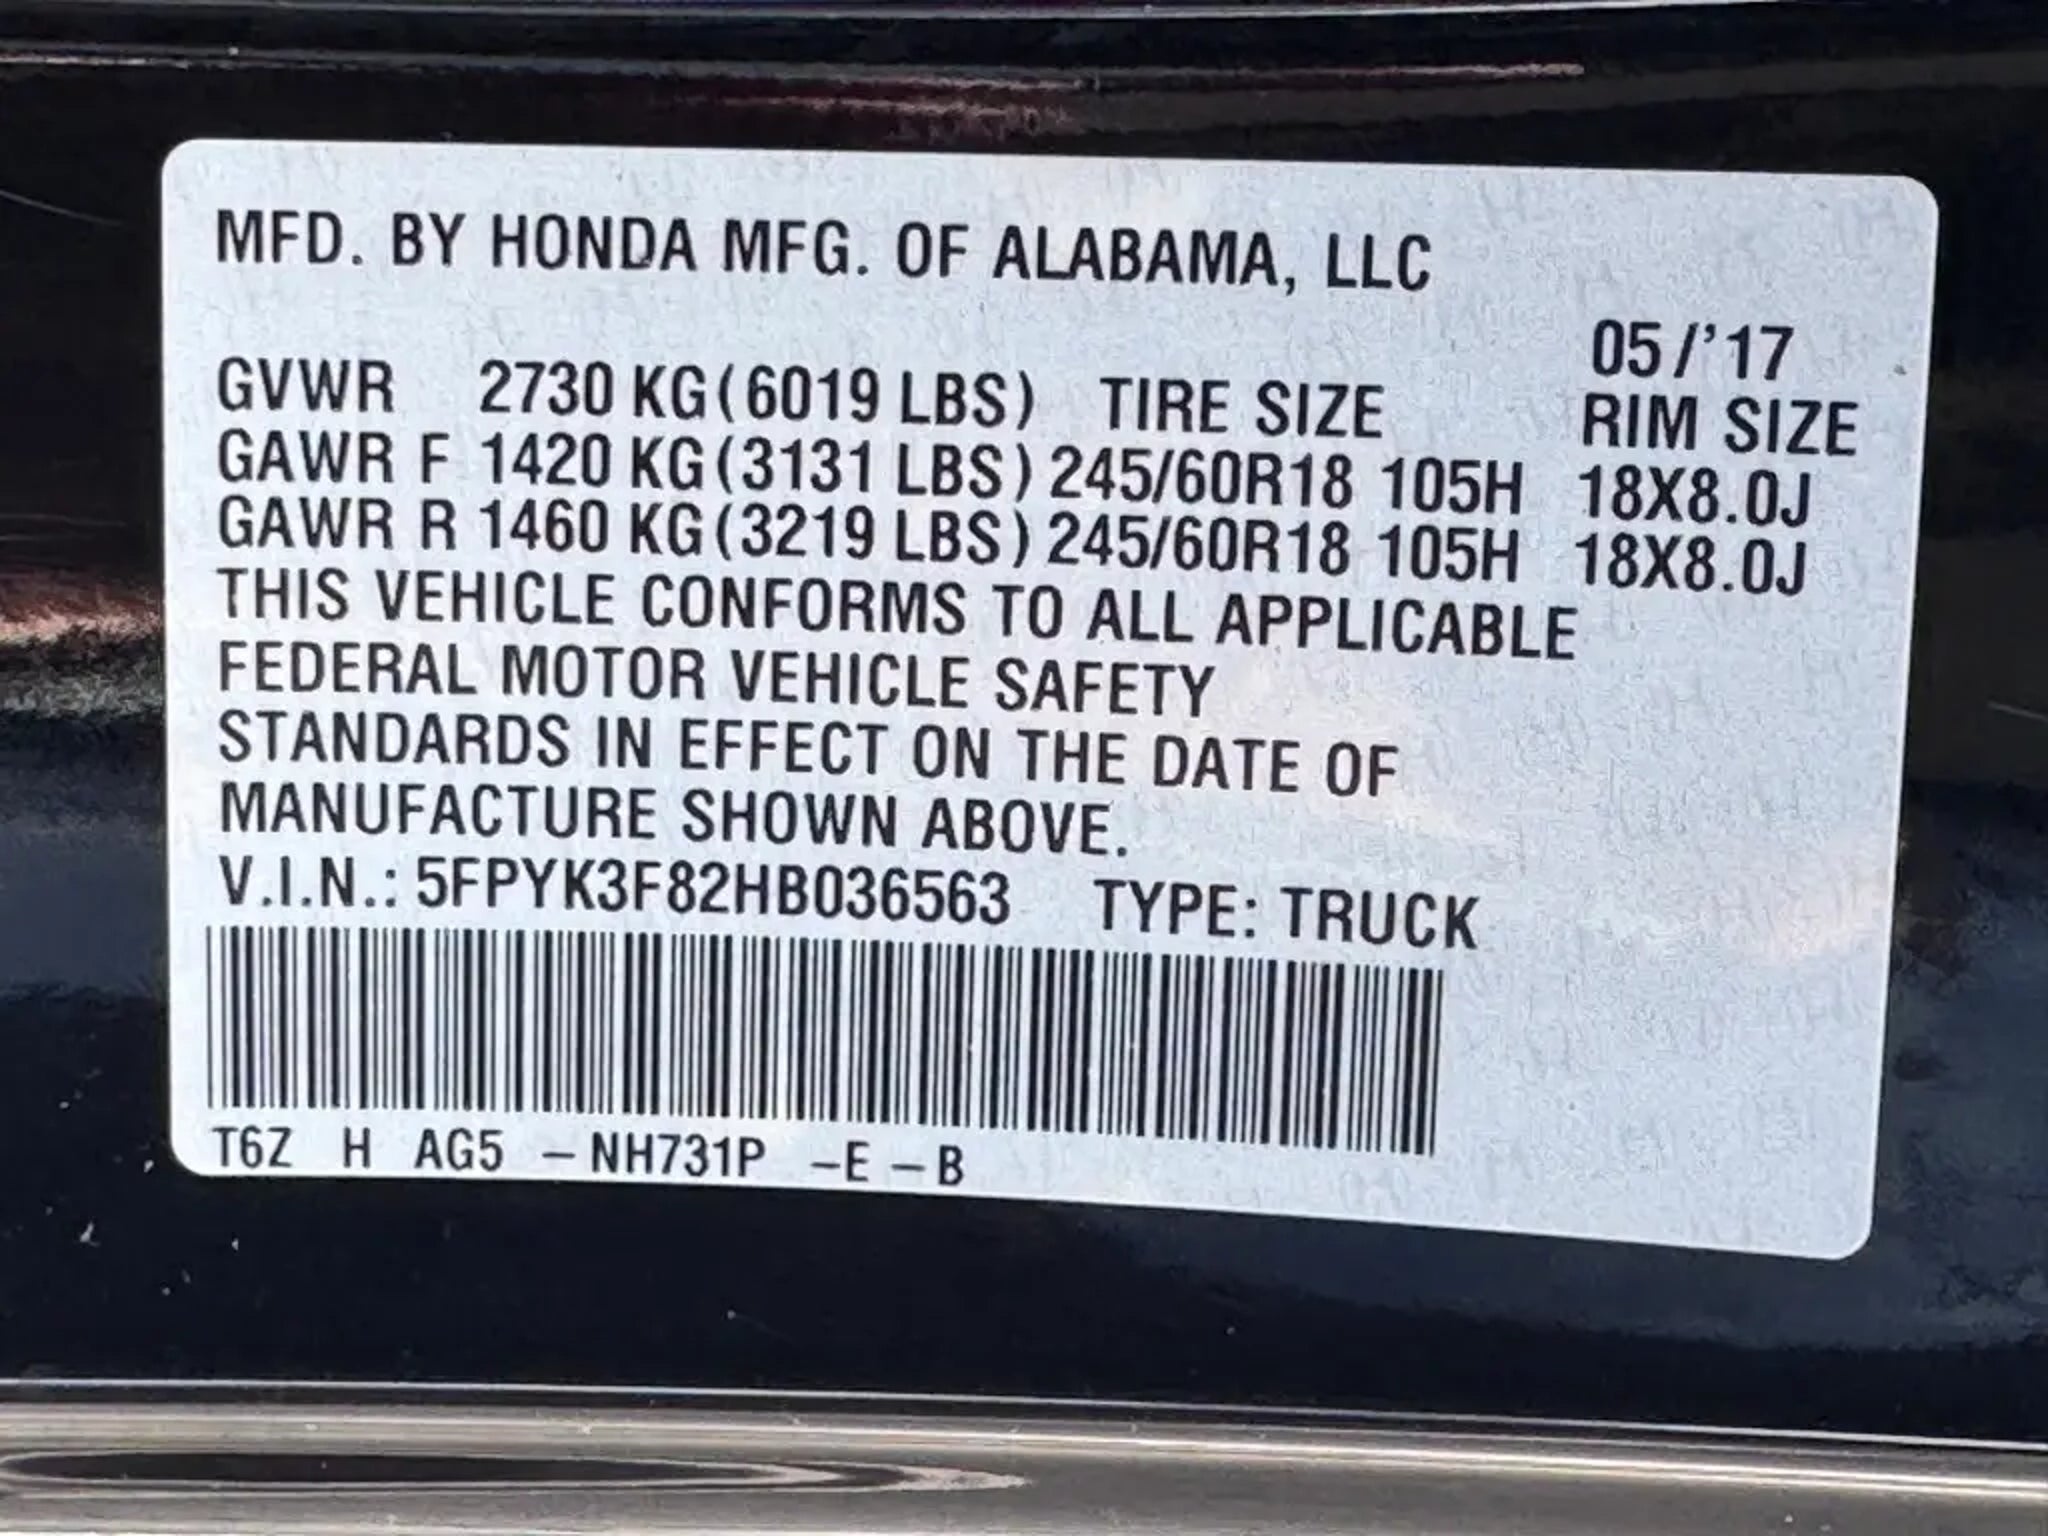 MFD. BY HONDA MFG. OF ALABAMA, LLC
05/'17
GVWR 2730 KG (6019 LBS) TIRE SIZE RIM SIZE
GAWR F 1420 KG (3131 LBS) 245/60R18 105H 18X8.0J
GAWR R 1460 KG (3219 LBS) 245/60R18 105H 18X8.0J
THIS VEHICLE CONFORMS TO ALL APPLICABLE
FEDERAL MOTOR VEHICLE SAFETY
STANDARDS IN EFFECT ON THE DATE OF
MANUFACTURE SHOWN ABOVE.
V.I.N.: 5FPYK3F82HB036563 TYPE: TRUCK
T6Z H AG5 – NH731P –E – B